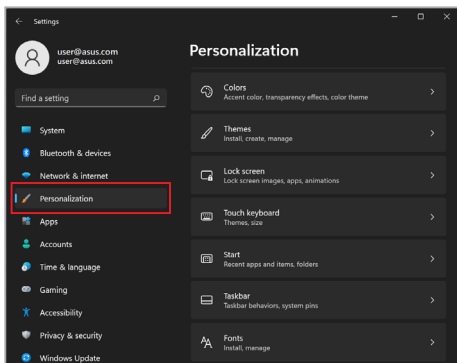 Settings
user@asus.com
user@asus.com
Find a setting
System
Bluetooth & devices
Network & internet
Personalization
Apps
Accounts
Time & language
Gaming
Accessibility
Privacy & security
Windows Update
Personalization
Colors
Accent color, transparency effects, color theme
Themes
Install, create, manage
Lock screen
Lock screen images, apps, animations
Touch keyboard
Themes, size
Start
Recent apps and items, folders
Taskbar
Taskbar behaviors, system pins
Fonts
Install, manage